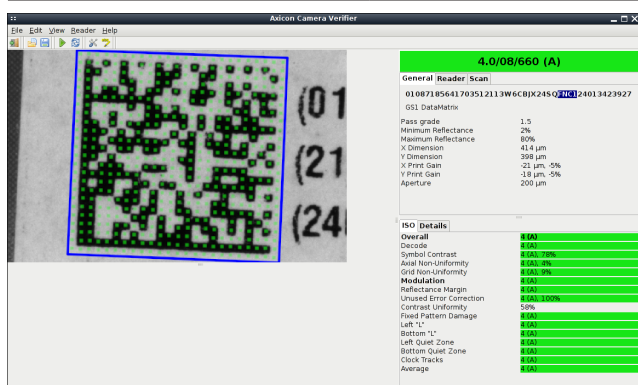 Axicon Camera Verifier
File Edit View Reader Help
4.0/08/660 (A)
General Reader Scan
01087185641703512113W6CBJX24SQFNC124013423927
GS1 DataMatrix
Pass grade 1.5
Minimum Reflectance 2%
Maximum Reflectance 80%
X Dimension 414 µm
Y Dimension 398 µm
X Print Gain -21 µm, -5%
Y Print Gain -18 µm, -5%
Aperture 200 µm
(01
(21
(24
ISO Details
Overall 4 (A)
Decode 4 (A)
Symbol Contrast 4 (A), 78%
Axial Non-Uniformity 4 (A), 4%
Grid Non-Uniformity 4 (A), 9%
Modulation 4 (A)
Reflectance Margin 4 (A)
Unused Error Correction 4 (A), 100%
Contrast Uniformity 58%
Fixed Pattern Damage 4 (A)
Left "L" 4 (A)
Bottom "L" 4 (A)
Left Quiet Zone 4 (A)
Bottom Quiet Zone 4 (A)
Clock Tracks 4 (A)
Average 4 (A)